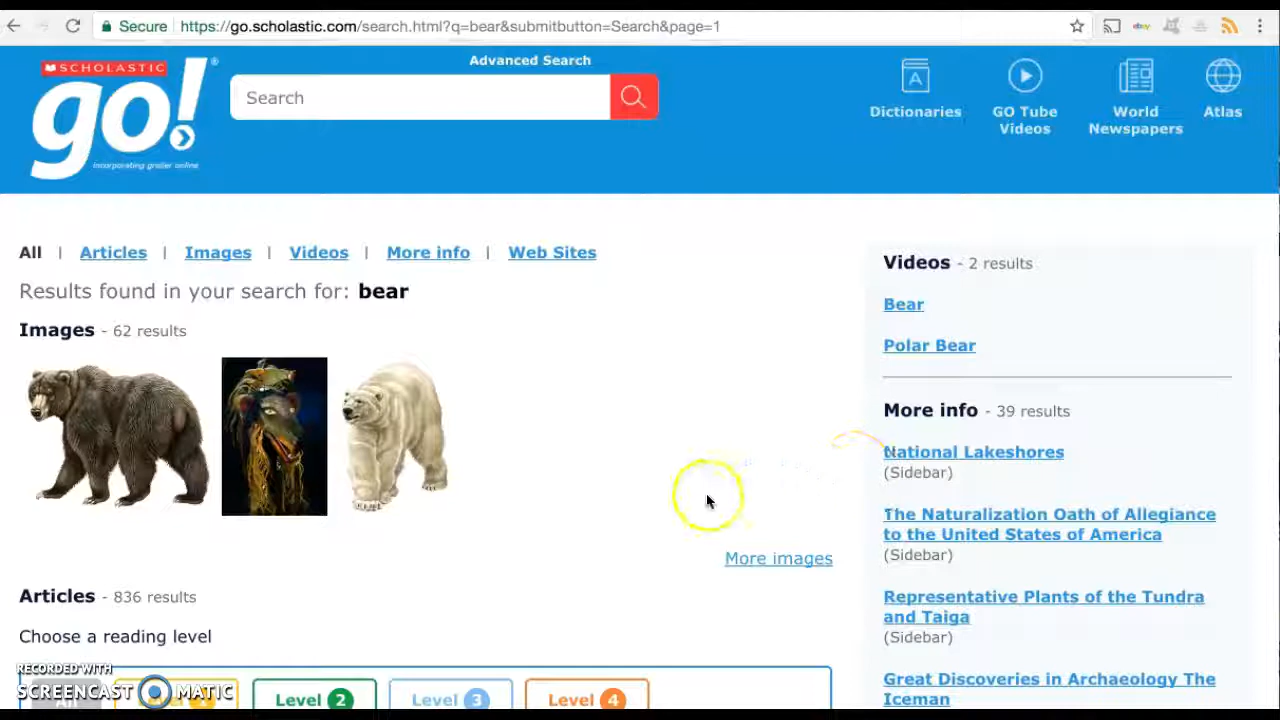 Secure
https://go.scholastic.com/search.html?q=bear&submitbutton=Search&page=1
SCHOLASTIC
go!
incorporating grolier online
Advanced Search
Search
Dictionaries
GO Tube
Videos
World
Newspapers
Atlas
All | Articles | Images | Videos | More info | Web Sites
Results found in your search for: bear
Images - 62 results
More images
Articles - 836 results
Choose a reading level
Level 2
Level 3
Level 4
RECORDED WITH
SCREENCAST MATIC
Videos - 2 results
Bear
Polar Bear
More info - 39 results
National Lakeshores
(Sidebar)
The Naturalization Oath of Allegiance
to the United States of America
(Sidebar)
Representative Plants of the Tundra
and Taiga
(Sidebar)
Great Discoveries in Archaeology The
Iceman